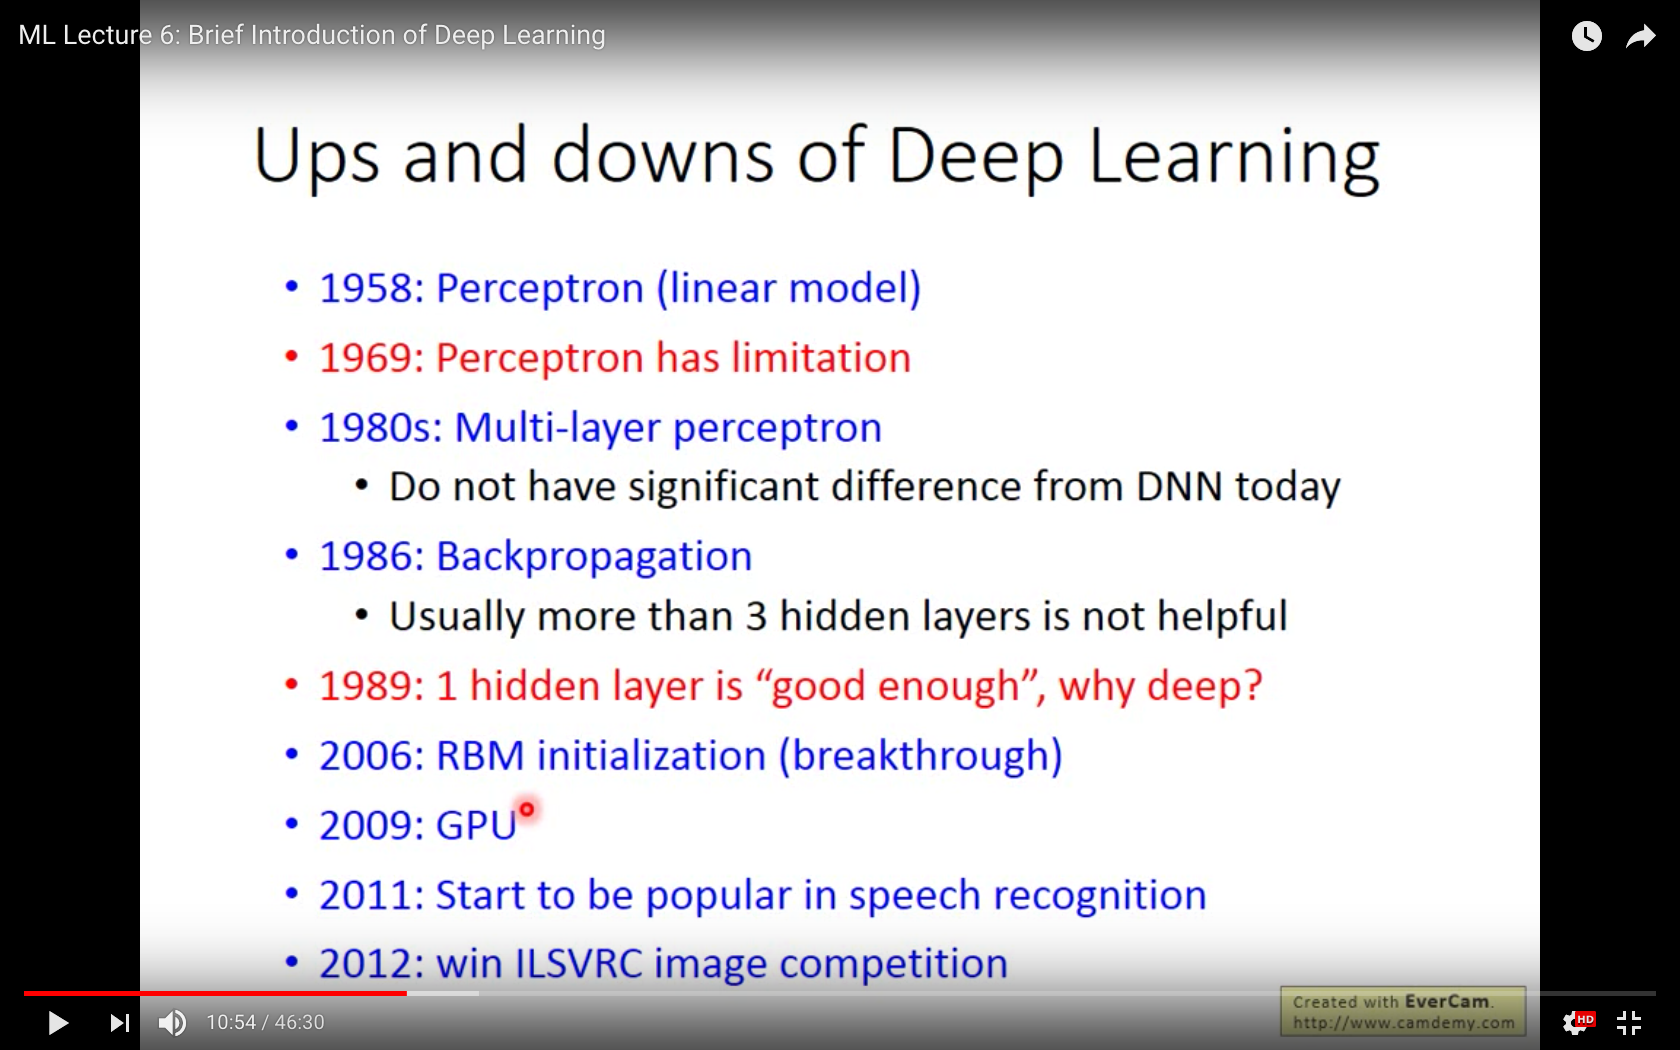 ML Lecture 6: Brief Introduction of Deep Learning
Ups and downs of Deep Learning
• 1958: Perceptron (linear model)
• 1969: Perceptron has limitation
• 1980s: Multi-layer perceptron
• Do not have significant difference from DNN today
• 1986: Backpropagation
• Usually more than 3 hidden layers is not helpful
• 1989: 1 hidden layer is “good enough”, why deep?
• 2006: RBM initialization (breakthrough)
• 2009: GPU
• 2011: Start to be popular in speech recognition
• 2012: win ILSVRC image competition
Created with EverCam.
http://www.camdemy.com
10:54 / 46:30
HD